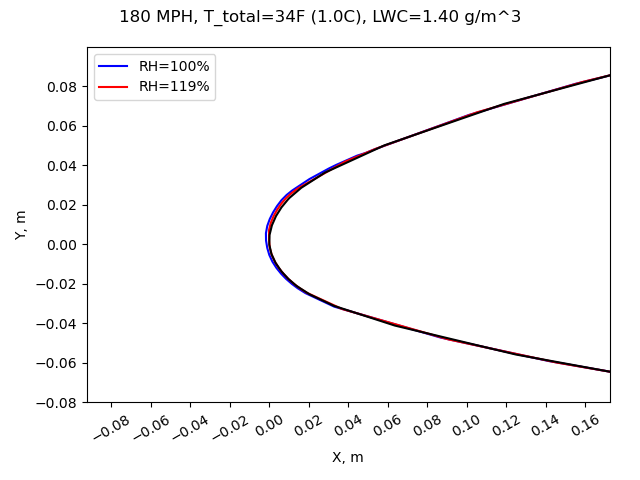 180 MPH, T_total=34F (1.0C), LWC=1.40 g/m^3
RH=100%
RH=119%
0.08
0.06
0.04
0.02
0.00
−0.02
−0.04
−0.06
−0.08
Y, m
−0.08 −0.06 −0.04 −0.02 0.00 0.02 0.04 0.06 0.08 0.10 0.12 0.14 0.16
X, m